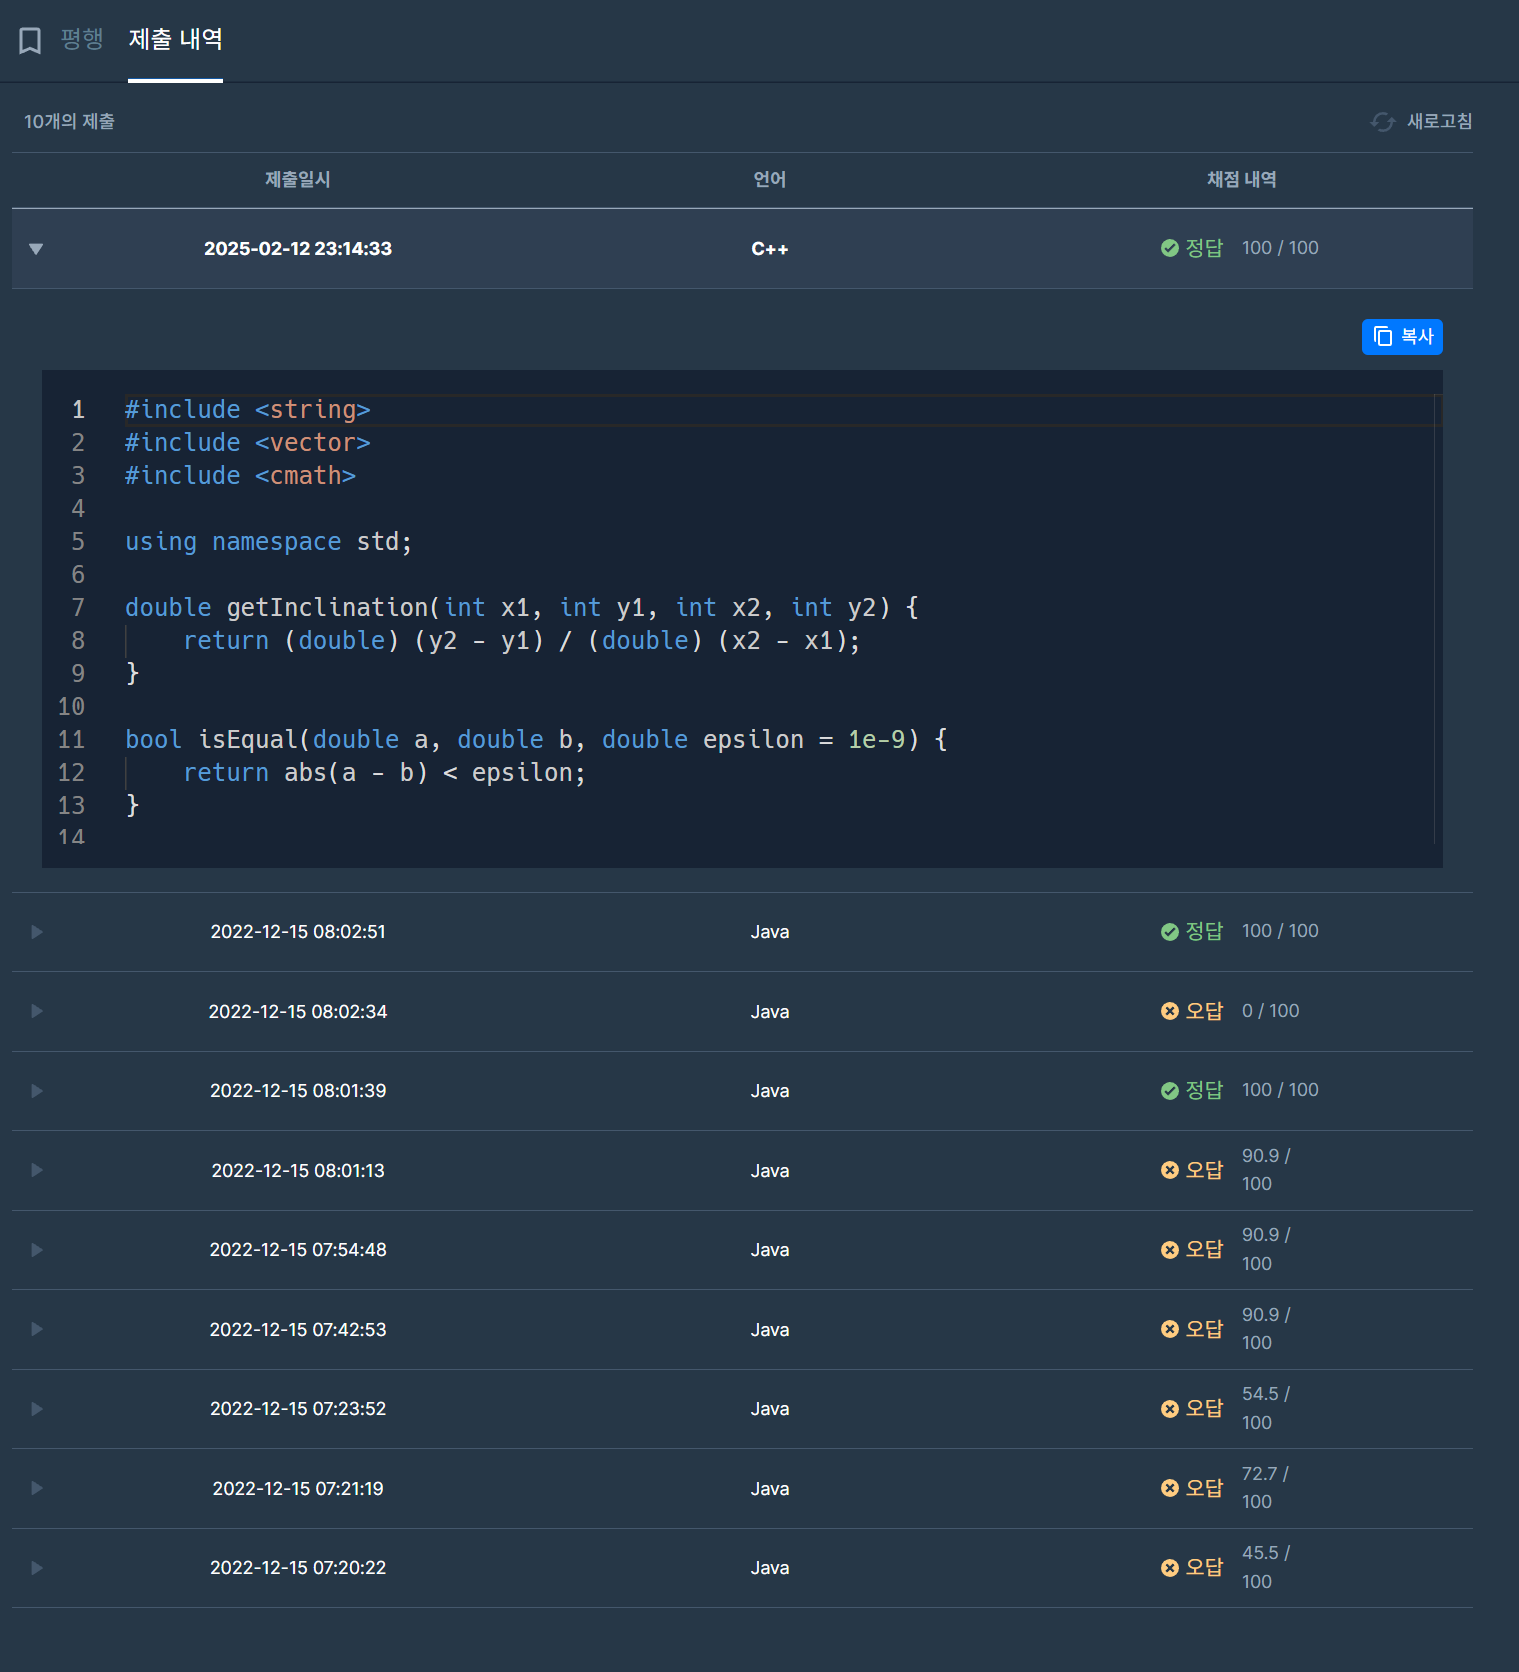 평행 제출 내역
10개의 제출 새로고침
제출일시 언어 채점 내역
2025-02-12 23:14:33 C++ 정답 100 / 100
복사
1 #include <string>
2 #include <vector>
3 #include <cmath>
4
5 using namespace std;
6
7 double getInclination(int x1, int y1, int x2, int y2) {
8     return (double) (y2 - y1) / (double) (x2 - x1);
9 }
10
11 bool isEqual(double a, double b, double epsilon = 1e-9) {
12     return abs(a - b) < epsilon;
13 }
14
2022-12-15 08:02:51 Java 정답 100 / 100
2022-12-15 08:02:34 Java 오답 0 / 100
2022-12-15 08:01:39 Java 정답 100 / 100
2022-12-15 08:01:13 Java 오답 90.9 /
100
2022-12-15 07:54:48 Java 오답 90.9 /
100
2022-12-15 07:42:53 Java 오답 90.9 /
100
2022-12-15 07:23:52 Java 오답 54.5 /
100
2022-12-15 07:21:19 Java 오답 72.7 /
100
2022-12-15 07:20:22 Java 오답 45.5 /
100